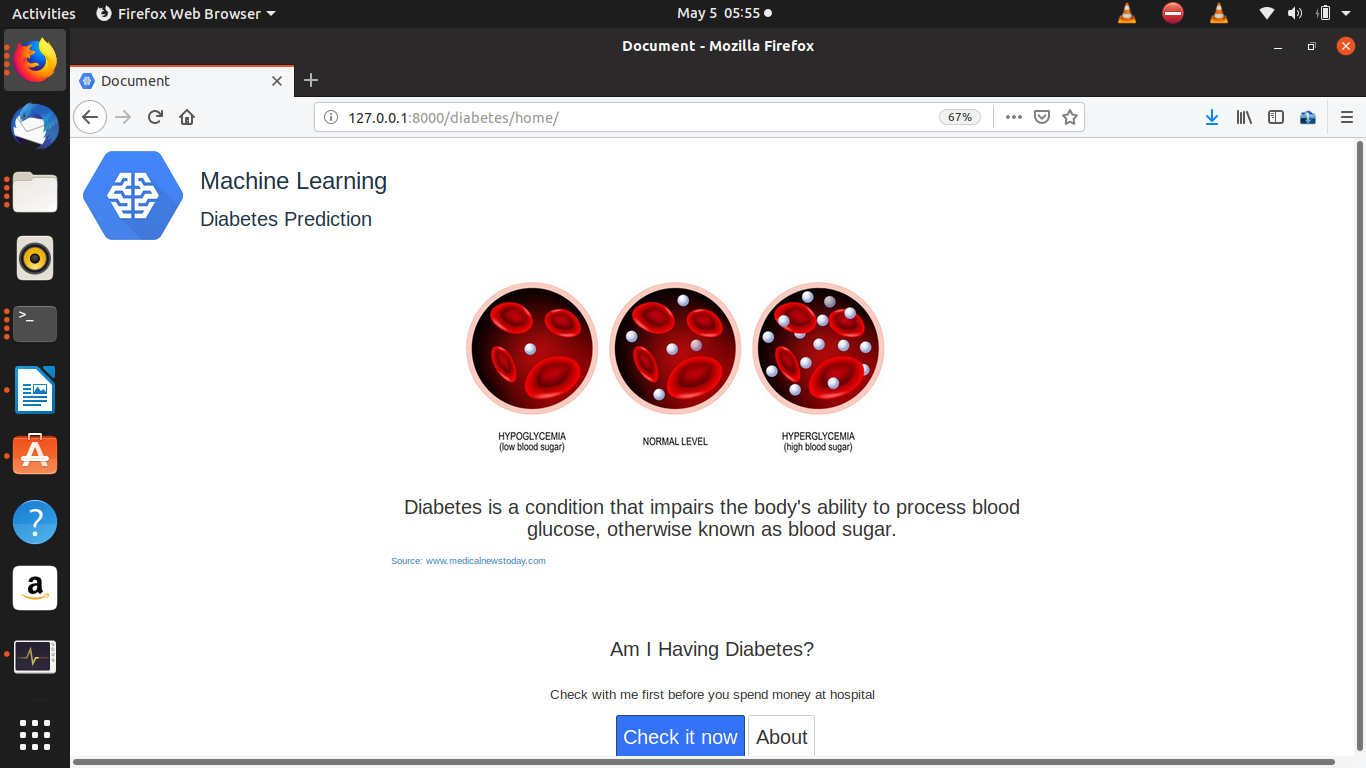 Activities Firefox Web Browser May 5 05:55
Document - Mozilla Firefox
Document
127.0.0.1:8000/diabetes/home/ 67%
Machine Learning
Diabetes Prediction
HYPOGLYCEMIA NORMAL LEVEL HYPERGLYCEMIA
(low blood sugar) (high blood sugar)
Diabetes is a condition that impairs the body's ability to process blood
glucose, otherwise known as blood sugar.
Source: www.medicalnewstoday.com
Am I Having Diabetes?
Check with me first before you spend money at hospital
Check it now About